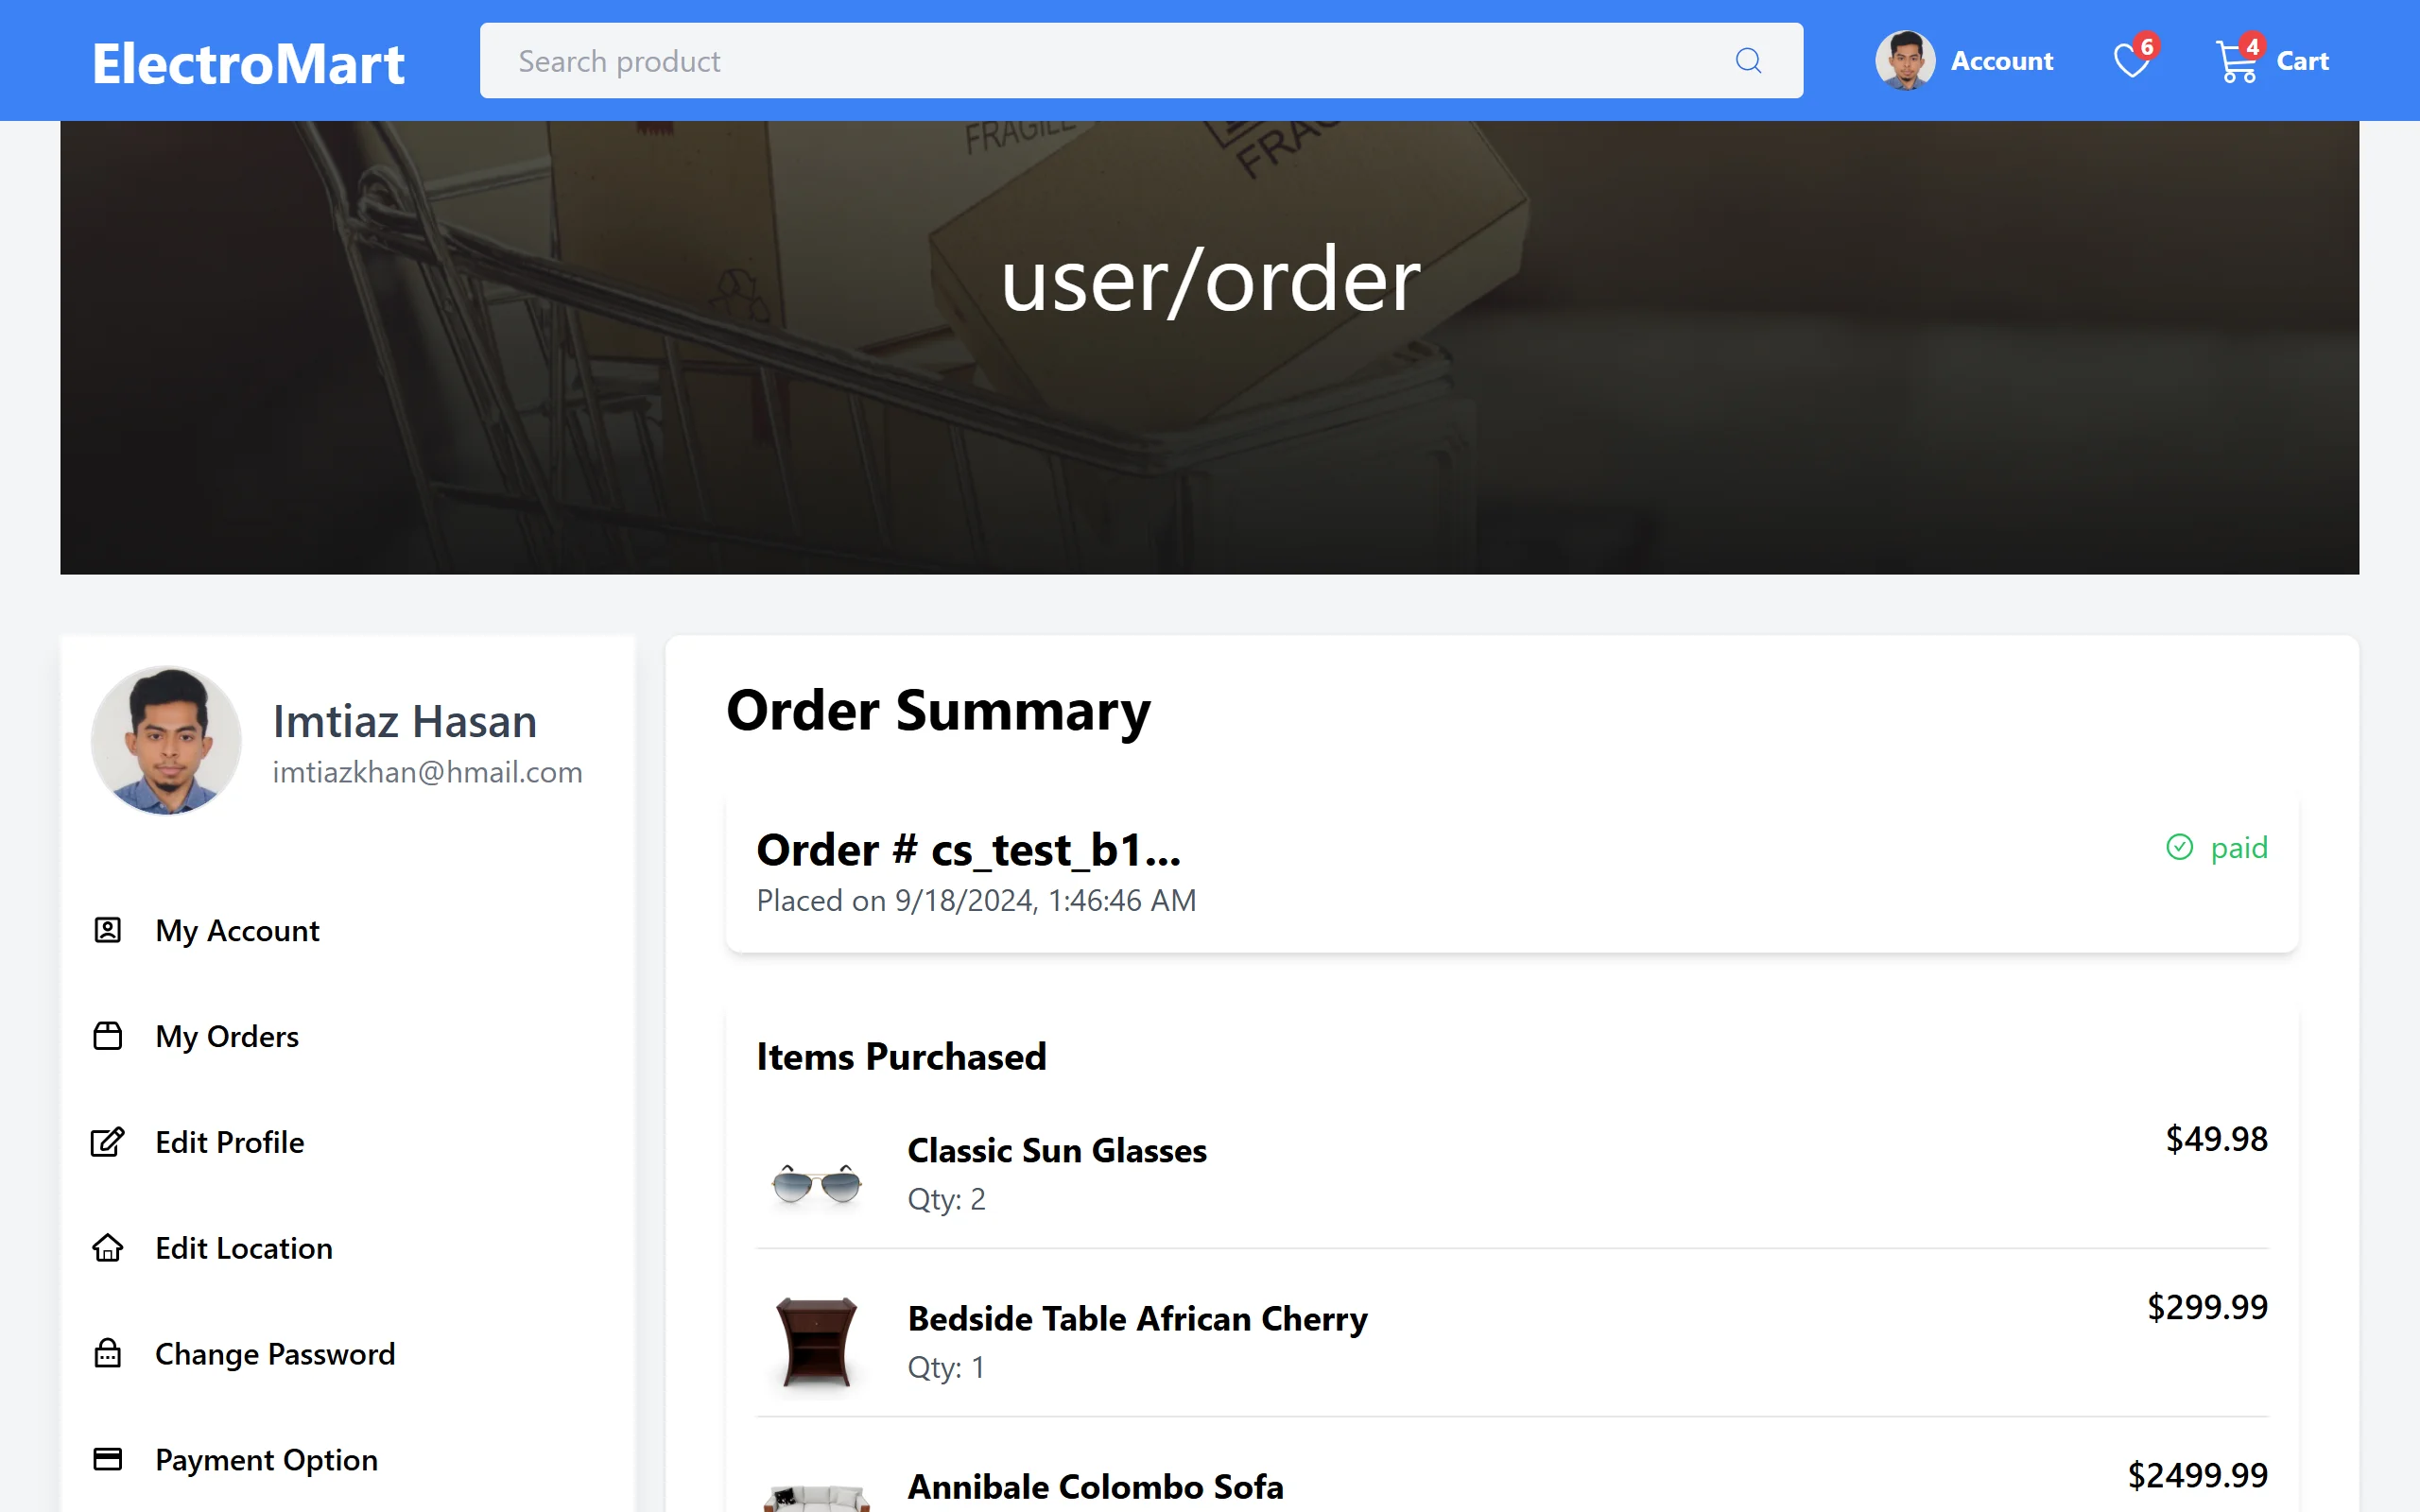 ElectroMart
Search product
Account
6
4
Cart
FRAGILE
user/order
Imtiaz Hasan
imtiazkhan@hmail.com
My Account
My Orders
Edit Profile
Edit Location
Change Password
Payment Option
Order Summary
Order # cs_test_b1...
paid
Placed on 9/18/2024, 1:46:46 AM
Items Purchased
Classic Sun Glasses
$49.98
Qty: 2
Bedside Table African Cherry
$299.99
Qty: 1
Annibale Colombo Sofa
$2499.99